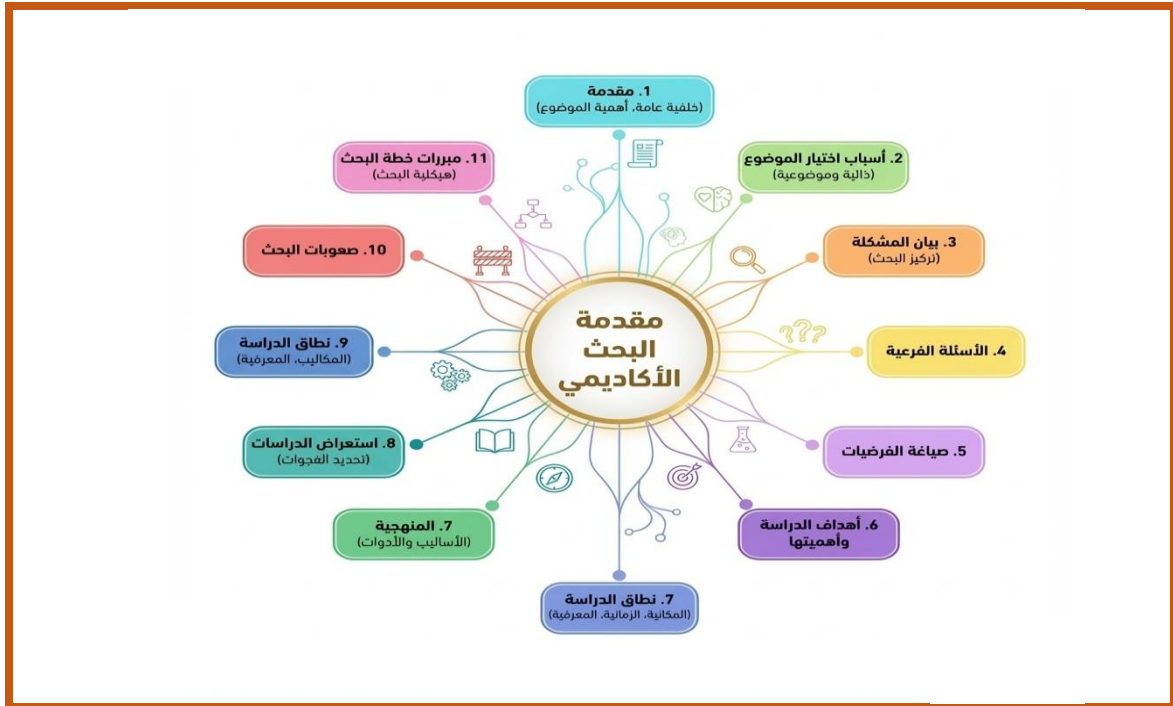 مقدمة
البحث
الأكاديمي
1. مقدمة
(خلفية عامة، أهمية الموضوع)
2. أسباب اختيار الموضوع
(ذالية وموضوعية)
3. بيان المشكلة
(تركيز البحث)
4. الأسئلة الفرعية
5. صياغة الفرضيات
6. أهداف الدراسة
وأهميتها
7. نطاق الدراسة
(المكانية، الزمانية، المعرفية)
7. المنهجية
(الأساليب والأدوات)
8. استعراض الدراسات
(تحديد الفجوات)
9. نطاق الدراسة
(المكاليب، المعرفية)
10. صعوبات البحث
11. مبررات خطة البحث
(هيكلية البحث)